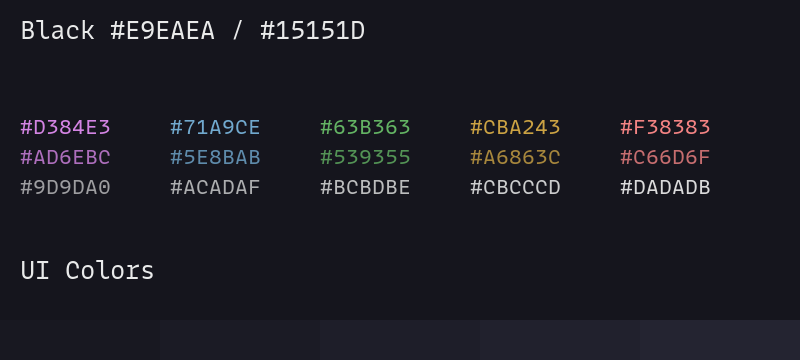 Black #E9EAEA / #15151D
#D384E3 #71A9CE #63B363 #CBA243 #F38383
#AD6EBC #5E8BAB #539355 #A6863C #C66D6F
#9D9DA0 #ACADAF #BCBDBE #CBCCCD #DADADB
UI Colors